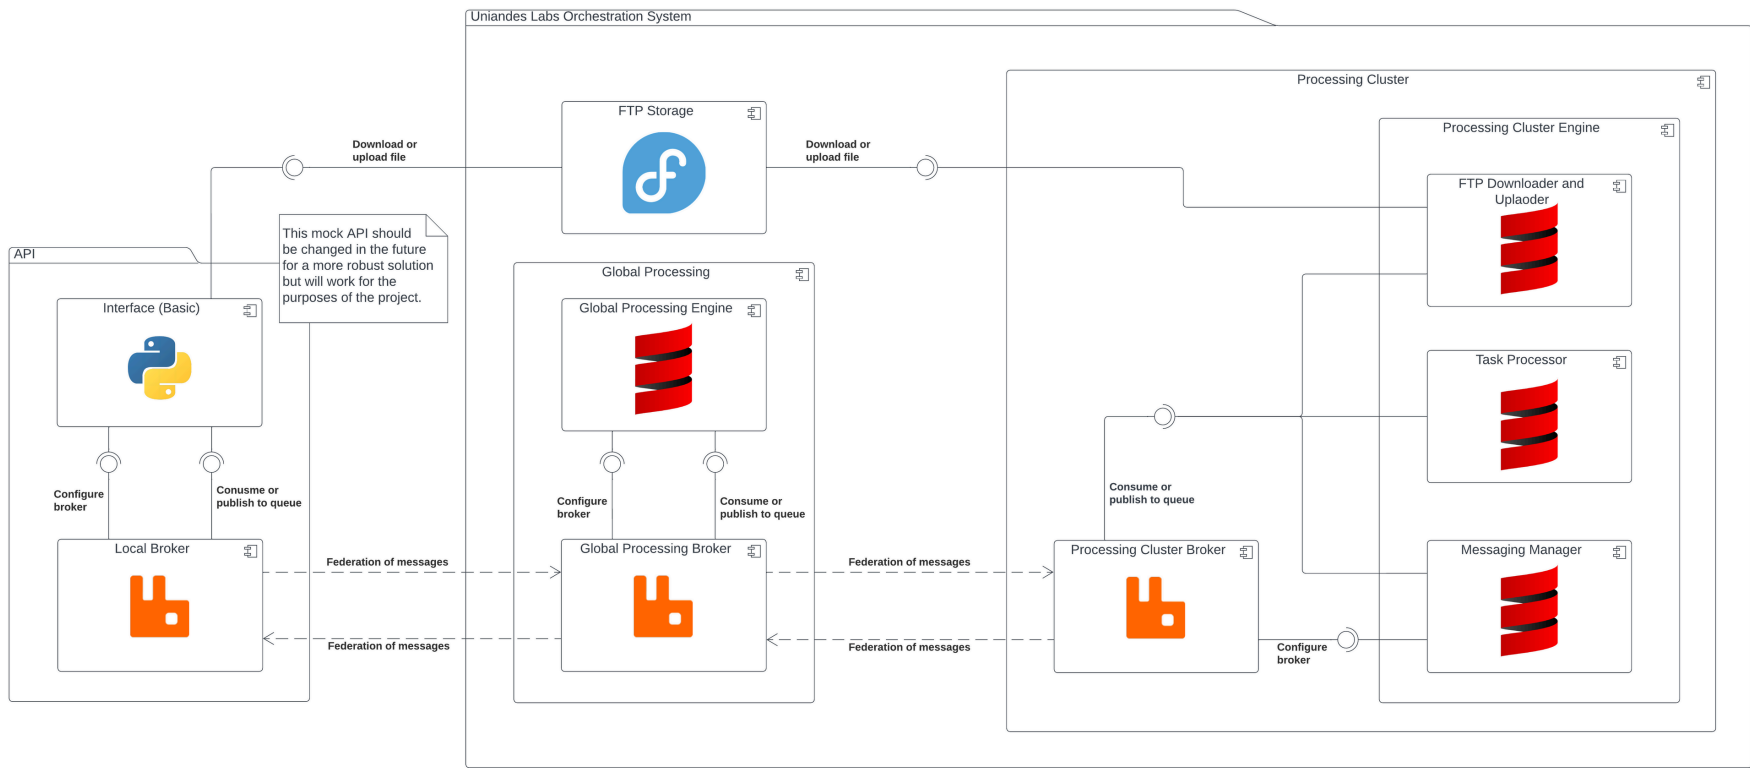 Uniandes Labs Orchestration System
Processing Cluster
FTP Storage
Processing Cluster Engine
Download or
upload file
Download or
upload file
FTP Downloader and
Uplaoder
This mock API should
be changed in the future
for a more robust solution
but will work for the
purposes of the project.
API
Global Processing
Interface (Basic)
Global Processing Engine
Task Processor
Configure
broker
Conusme or
publish to queue
Configure
broker
Consume or
publish to queue
Consume or
publish to queue
Local Broker
Global Processing Broker
Processing Cluster Broker
Messaging Manager
Federation of messages
Federation of messages
Federation of messages
Federation of messages
Configure
broker